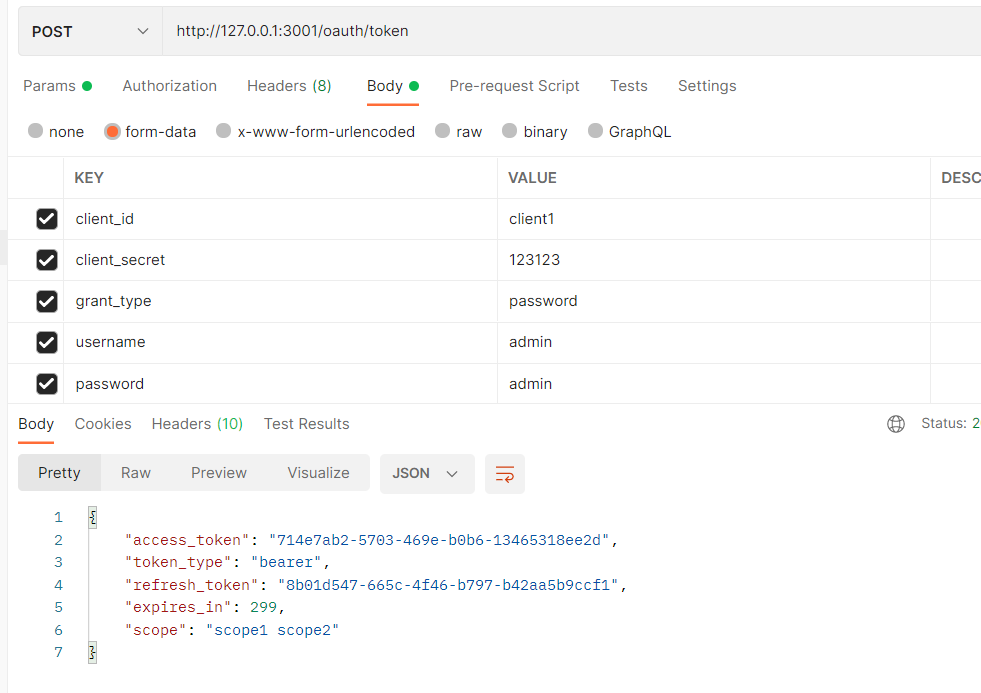 POST http://127.0.0.1:3001/oauth/token
Params Authorization Headers (8) Body Pre-request Script Tests Settings
none form-data x-www-form-urlencoded raw binary GraphQL
KEY VALUE DESC
client_id client1
client_secret 123123
grant_type password
username admin
password admin
Body Cookies Headers (10) Test Results Status: 2
Pretty Raw Preview Visualize JSON
1 {
2 "access_token": "714e7ab2-5703-469e-b0b6-13465318ee2d",
3 "token_type": "bearer",
4 "refresh_token": "8b01d547-665c-4f46-b797-b42aa5b9ccf1",
5 "expires_in": 299,
6 "scope": "scope1 scope2"
7 }